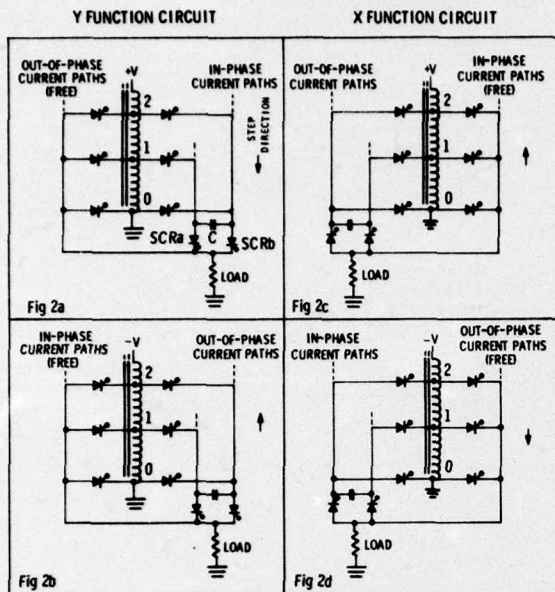 Y FUNCTION CIRCUIT
X FUNCTION CIRCUIT
OUT-OF-PHASE
CURRENT PATHS
(FREE)
+V
IN-PHASE
CURRENT PATHS
2
1
0
STEP
DIRECTION
SCRa
C
SCRb
LOAD
Fig 2a
OUT-OF-PHASE
CURRENT PATHS
+V
IN-PHASE
CURRENT PATHS
(FREE)
2
1
0
LOAD
Fig 2c
IN-PHASE
CURRENT PATHS
(FREE)
-V
OUT-OF-PHASE
CURRENT PATHS
2
1
0
LOAD
Fig 2b
IN-PHASE
CURRENT PATHS
-V
OUT-OF-PHASE
CURRENT PATHS
(FREE)
2
1
0
LOAD
Fig 2d